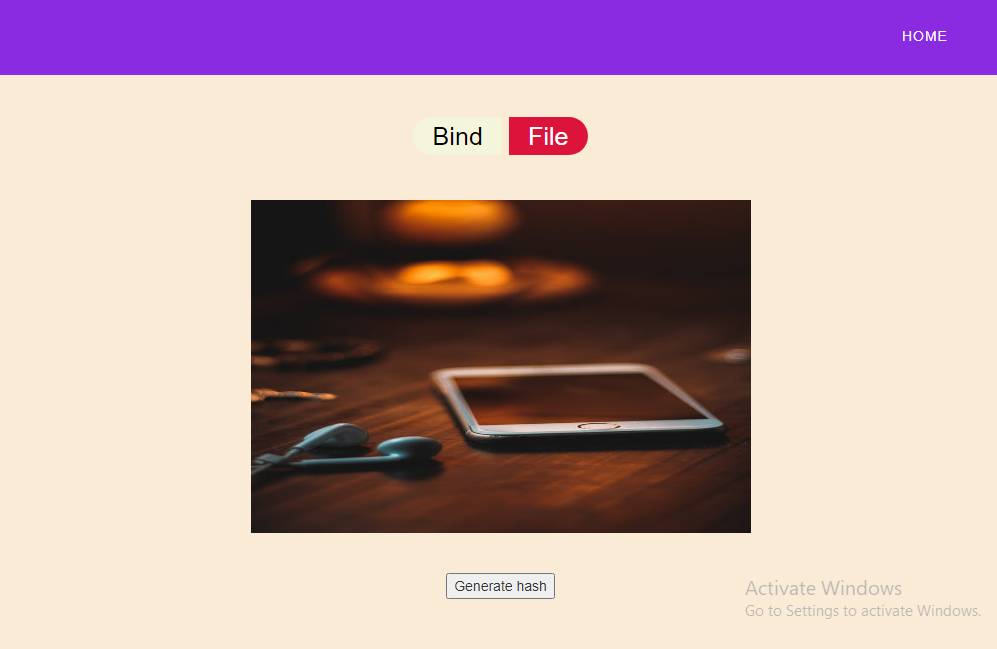 HOME
Bind File
Generate hash
Activate Windows
Go to Settings to activate Windows.